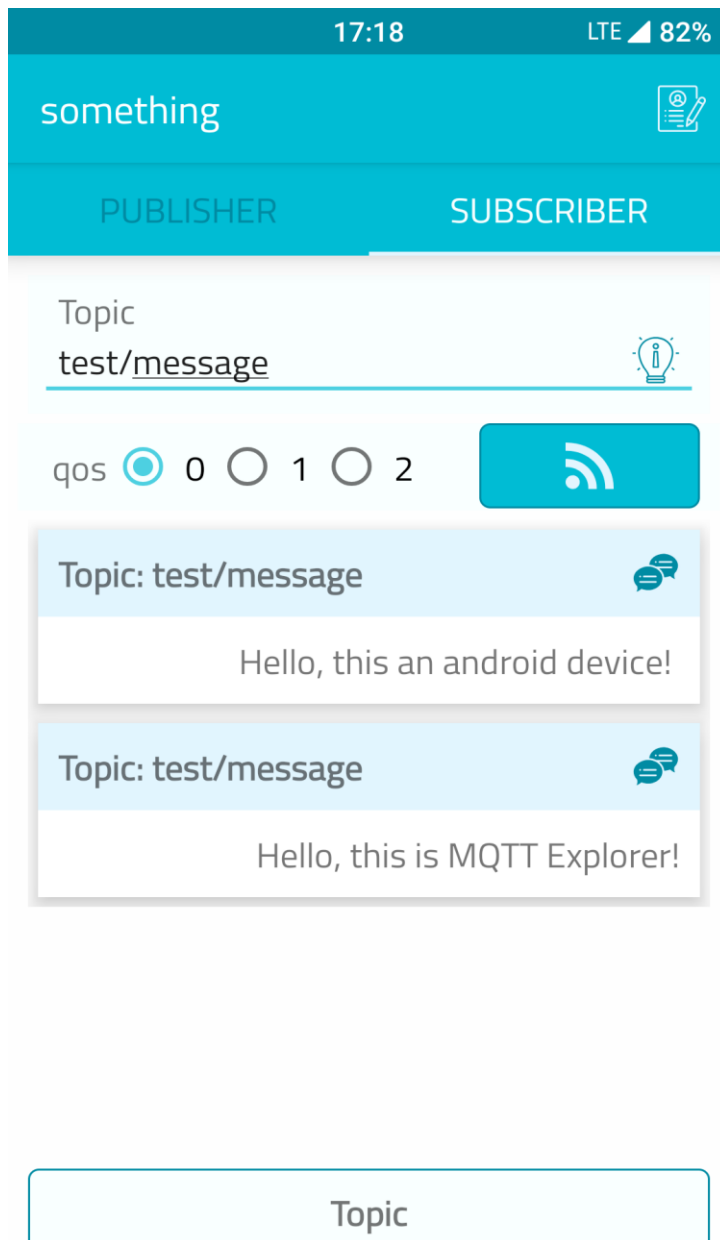 17:18 LTE 82%
something
PUBLISHER SUBSCRIBER
Topic
test/message
qos 0 1 2
Topic: test/message
Hello, this an android device!
Topic: test/message
Hello, this is MQTT Explorer!
Topic